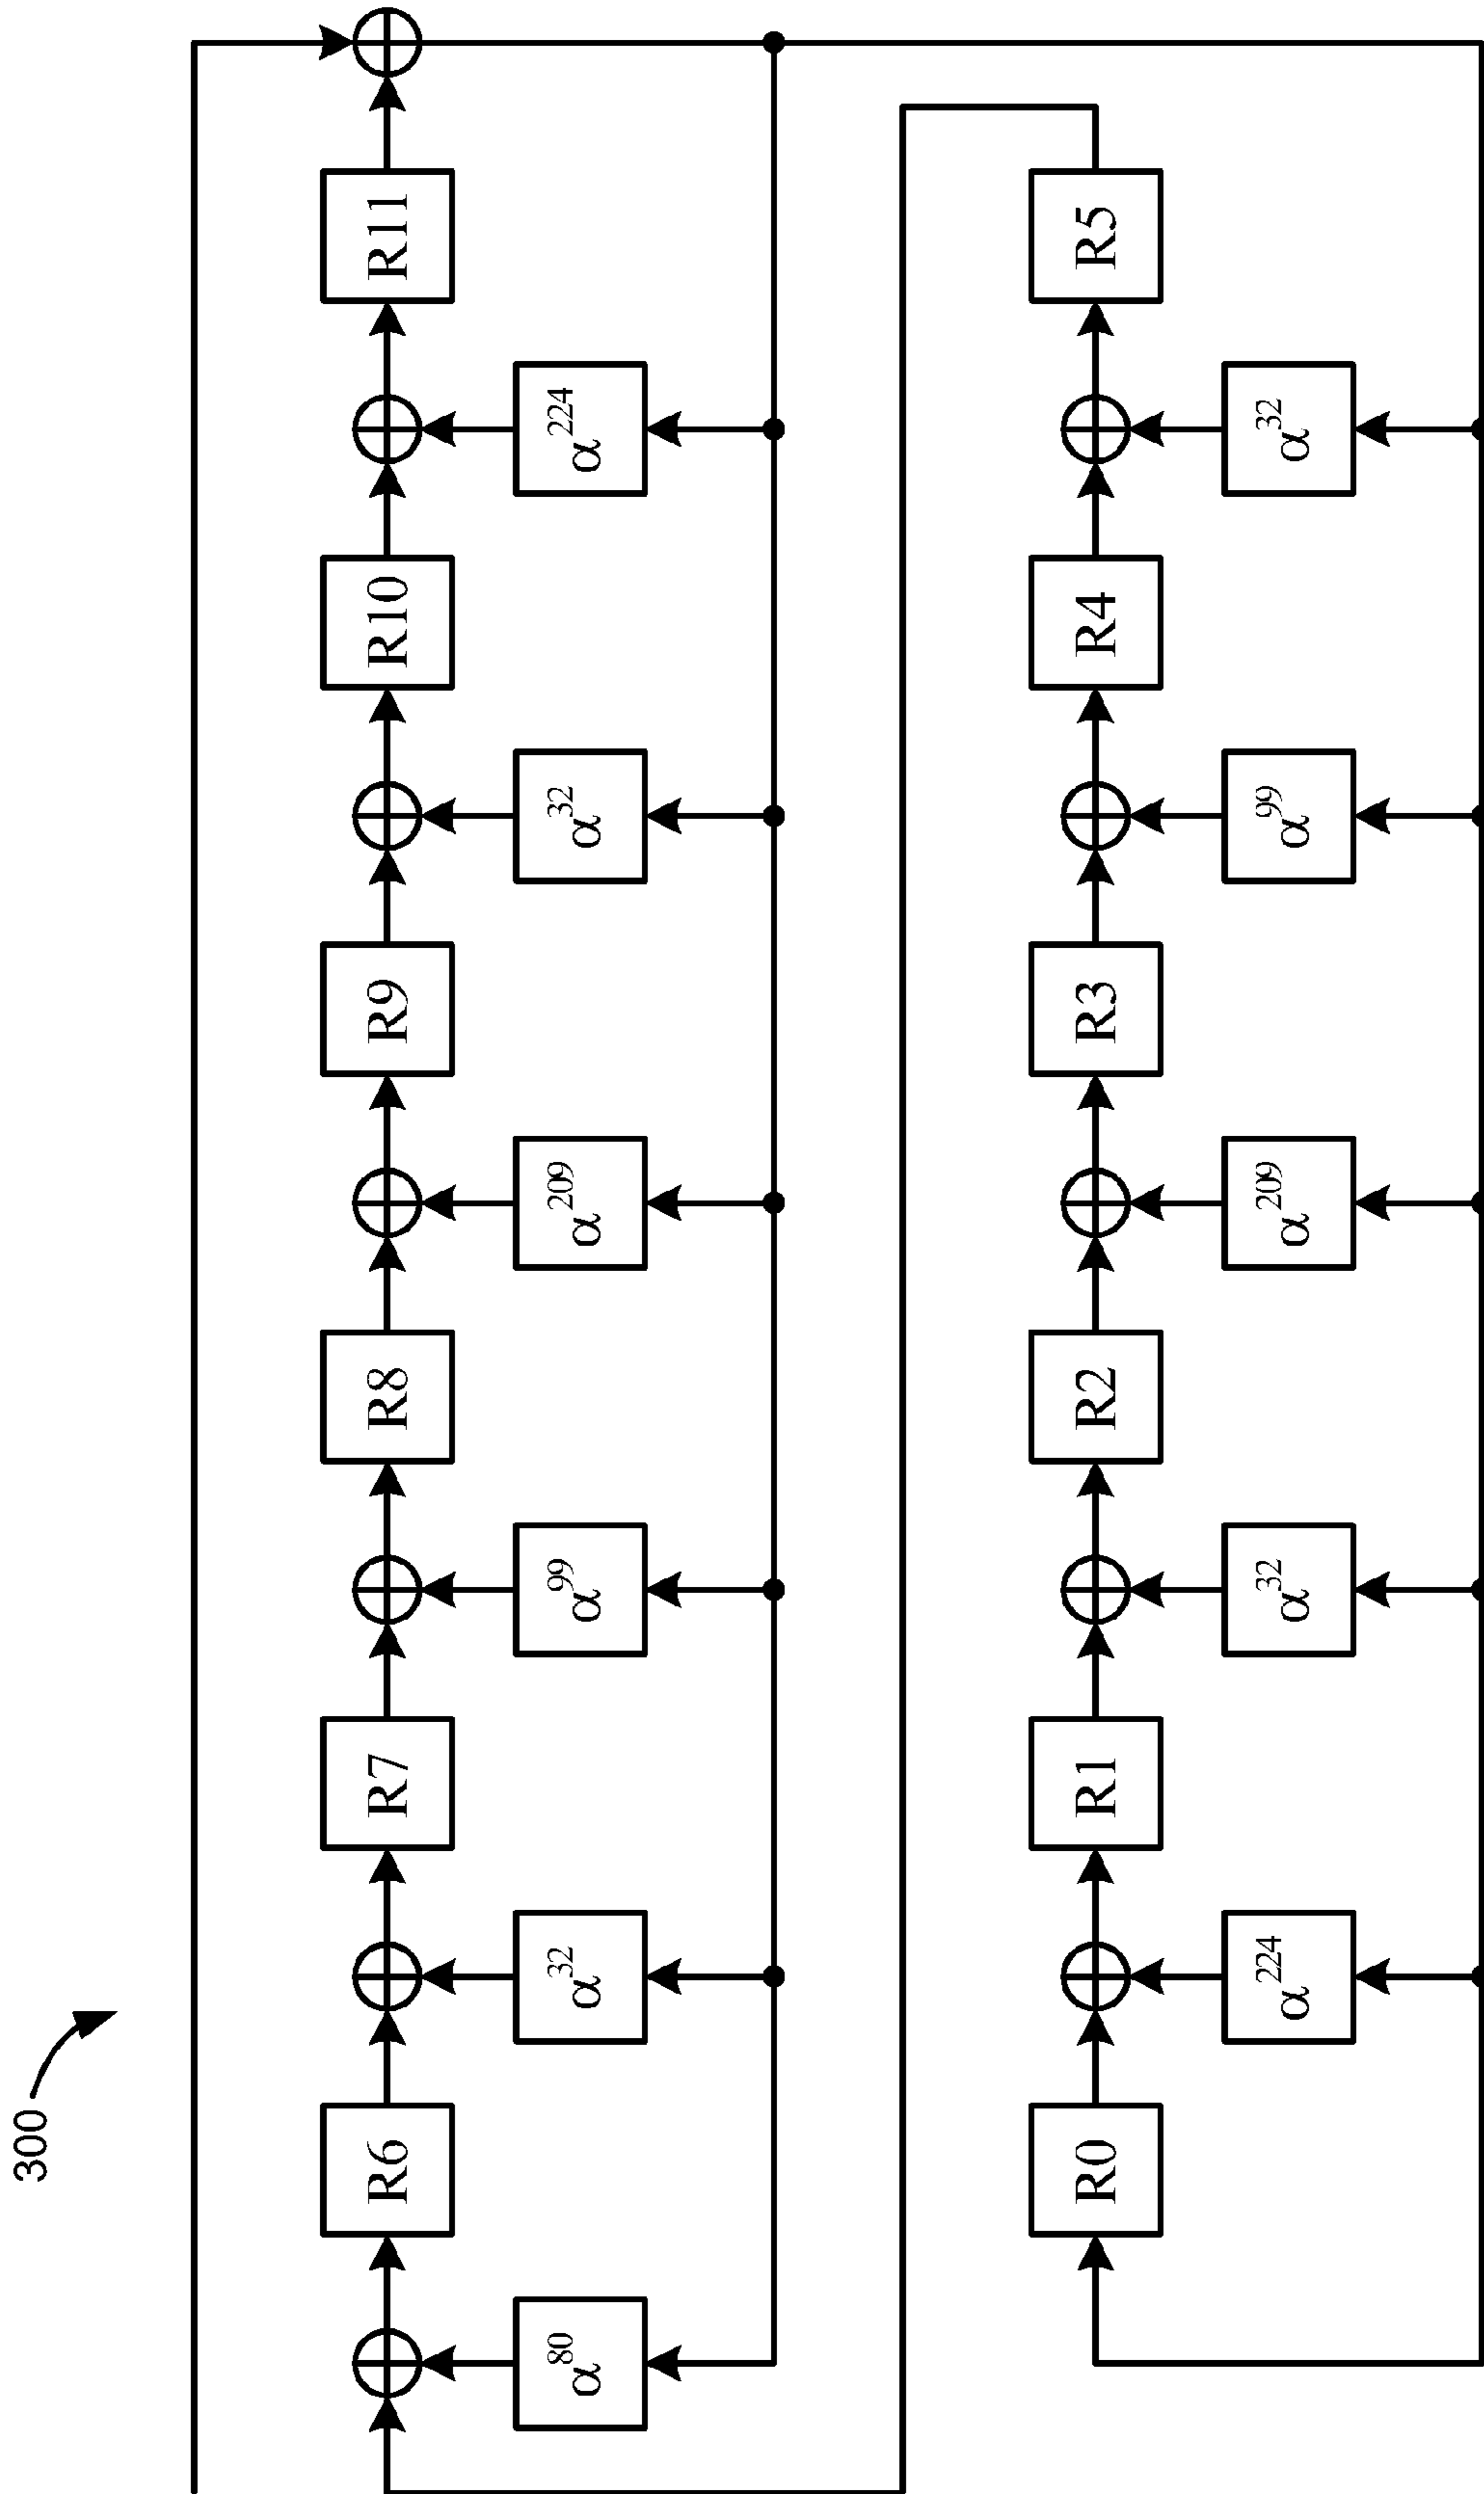 300
R6 R7 R8 R9 R10 R11
α⁸⁰ α³² α⁹⁹ α²⁰⁹ α³² α²²⁴
R0 R1 R2 R3 R4 R5
α²²⁴ α³² α²⁰⁹ α⁹⁹ α³²